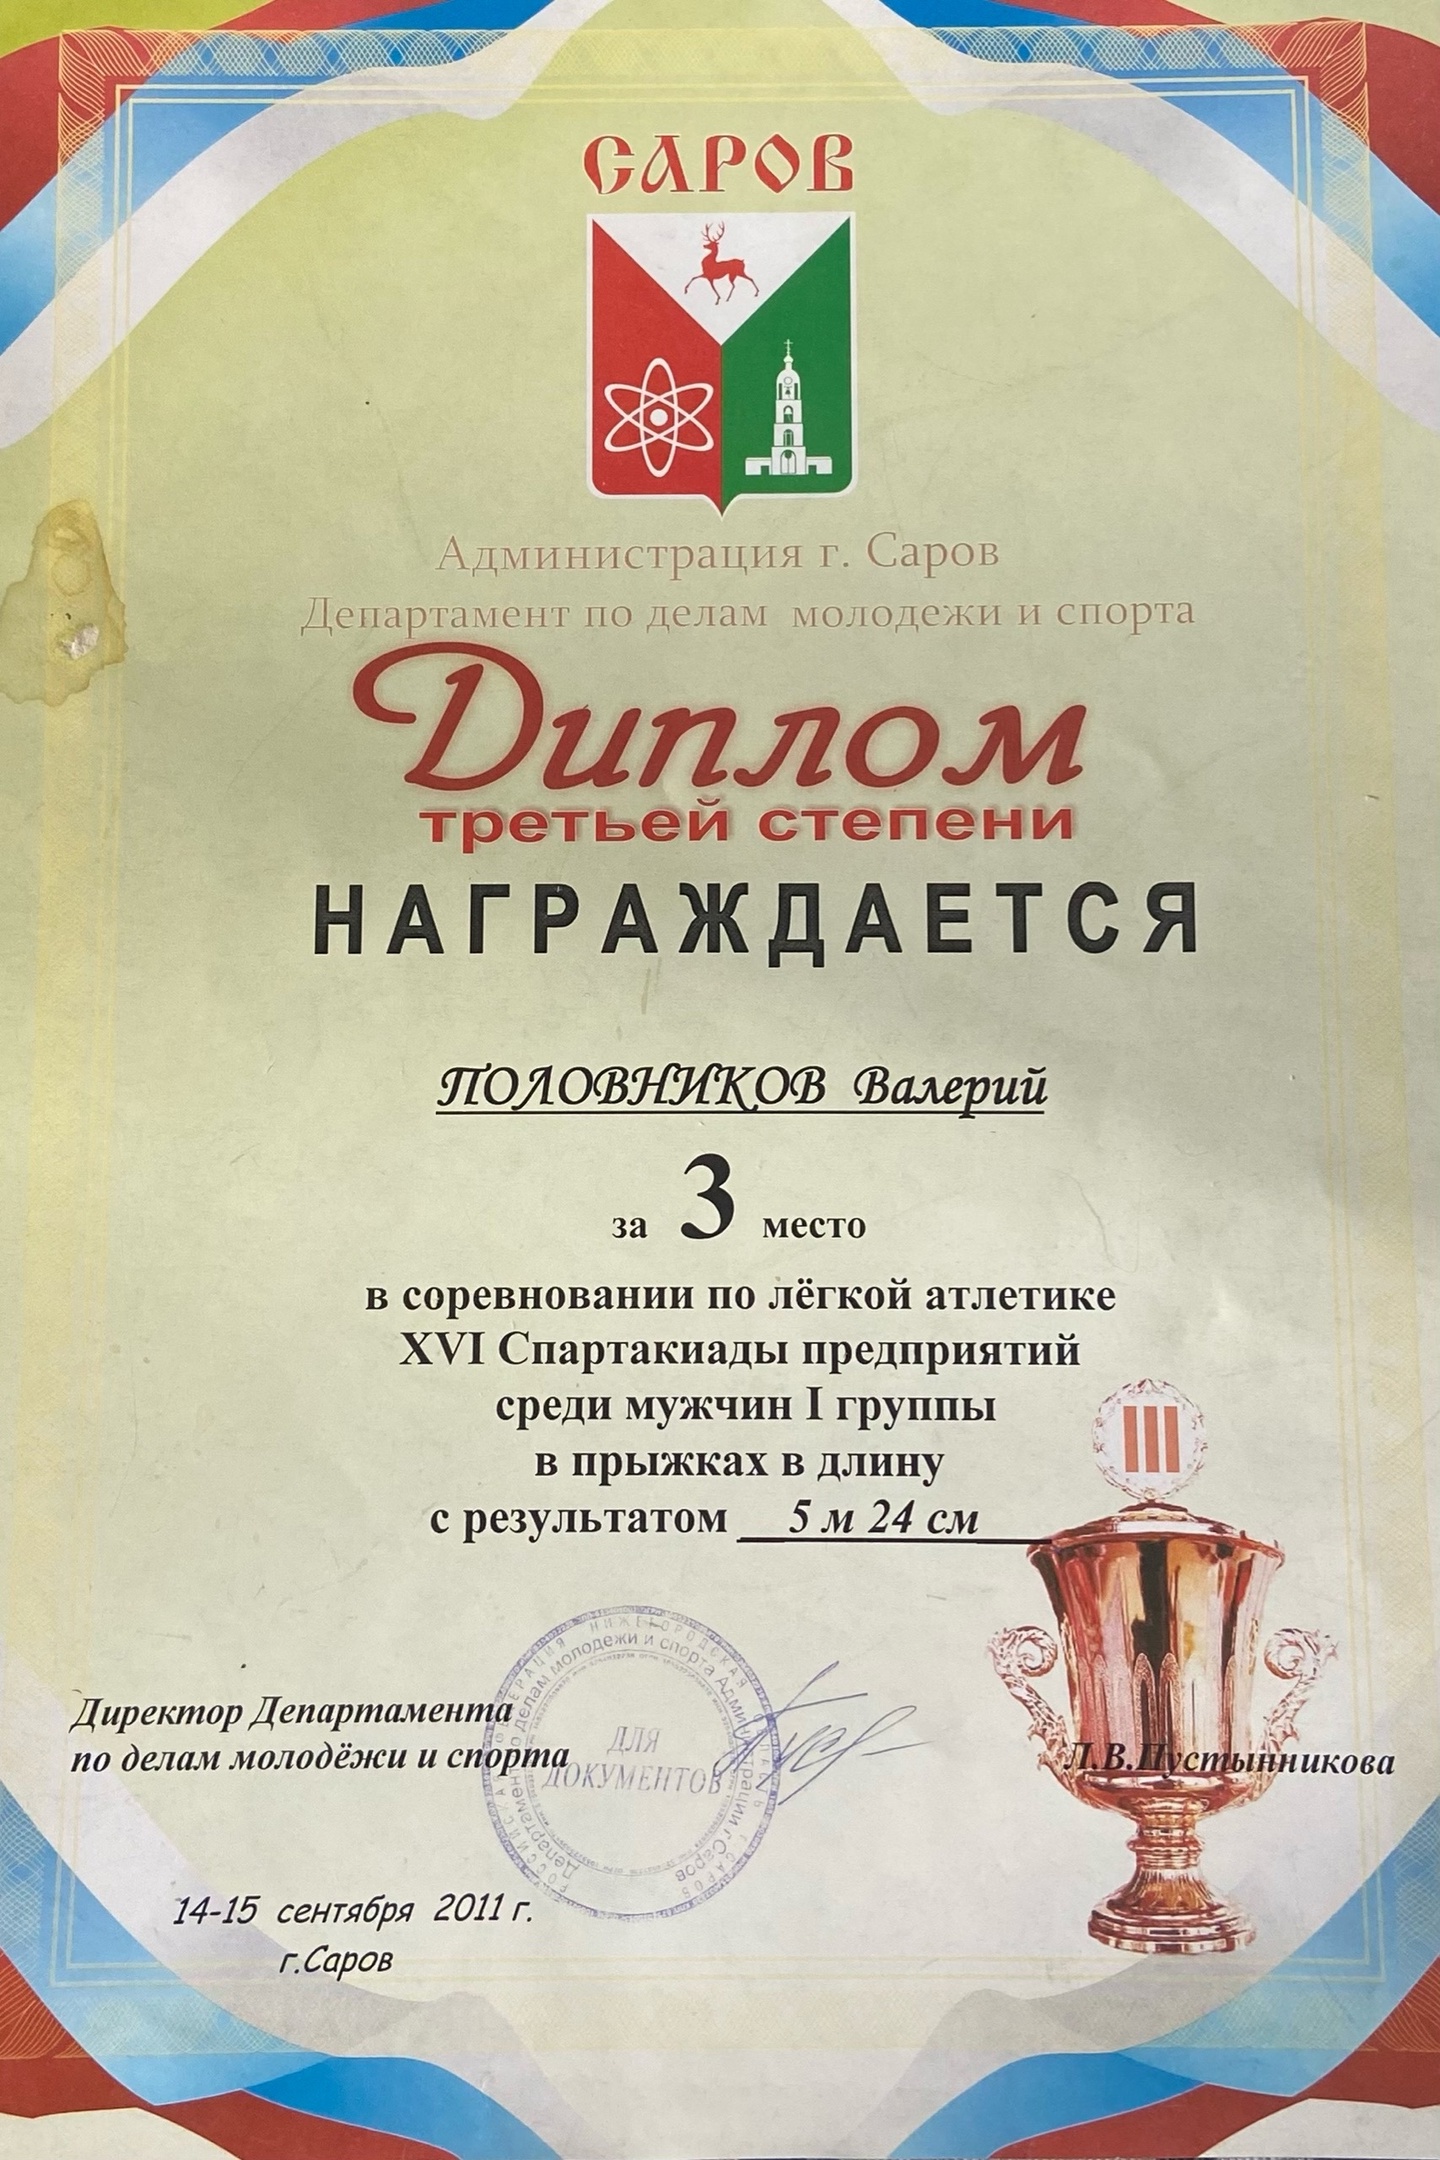 САРОВ
Администрация г. Саров
Департамент по делам молодежи и спорта
Диплом
третьей степени
НАГРАЖДАЕТСЯ
ПОЛОВНИКОВ Валерий
за 3 место
в соревновании по лёгкой атлетике
XVI Спартакиады предприятий
среди мужчин I группы
в прыжках в длину
с результатом 5 м 24 см
III
Директор Департамента
по делам молодёжи и спорта
Л.В.Пустынникова
РОССИЙСКАЯ ФЕДЕРАЦИЯ НИЖЕГОРОДСКАЯ ОБЛАСТЬ г. САРОВ
Департамент по делам молодежи и спорта Администрации г.Саров
ДЛЯ
ДОКУМЕНТОВ
14-15 сентября 2011 г.
г.Саров